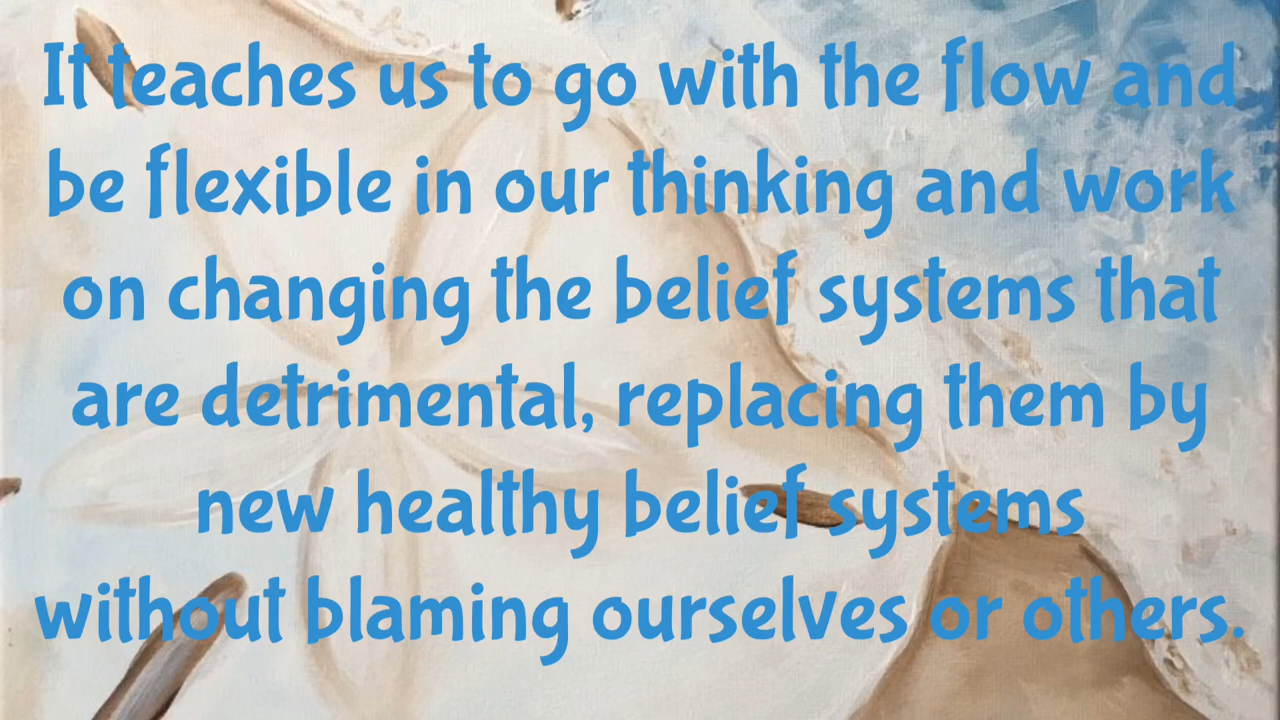 It teaches us to go with the flow and
be flexible in our thinking and work
on changing the belief systems that
are detrimental, replacing them by
new healthy belief systems
without blaming ourselves or others.